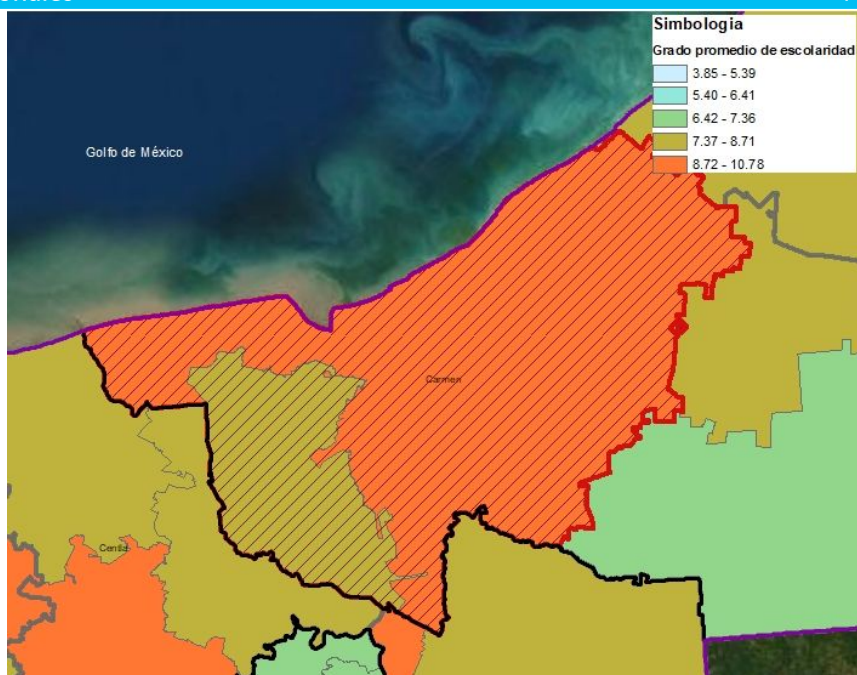 Simbologia
Grado promedio de escolaridad
3.85 - 5.39
5.40 - 6.41
6.42 - 7.36
7.37 - 8.71
8.72 - 10.78
Golfo de México
Carmen
Centla